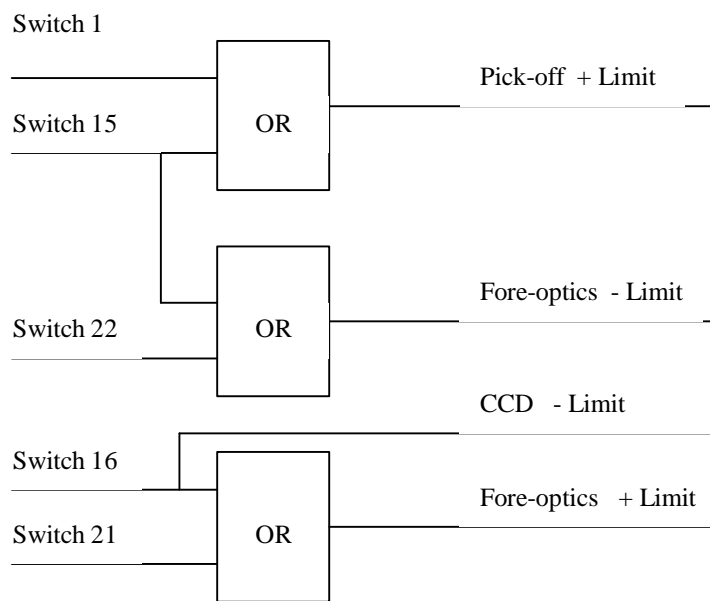 Switch 1
Pick-off + Limit
Switch 15
OR
Fore-optics - Limit
Switch 22
OR
CCD - Limit
Switch 16
Fore-optics + Limit
Switch 21
OR